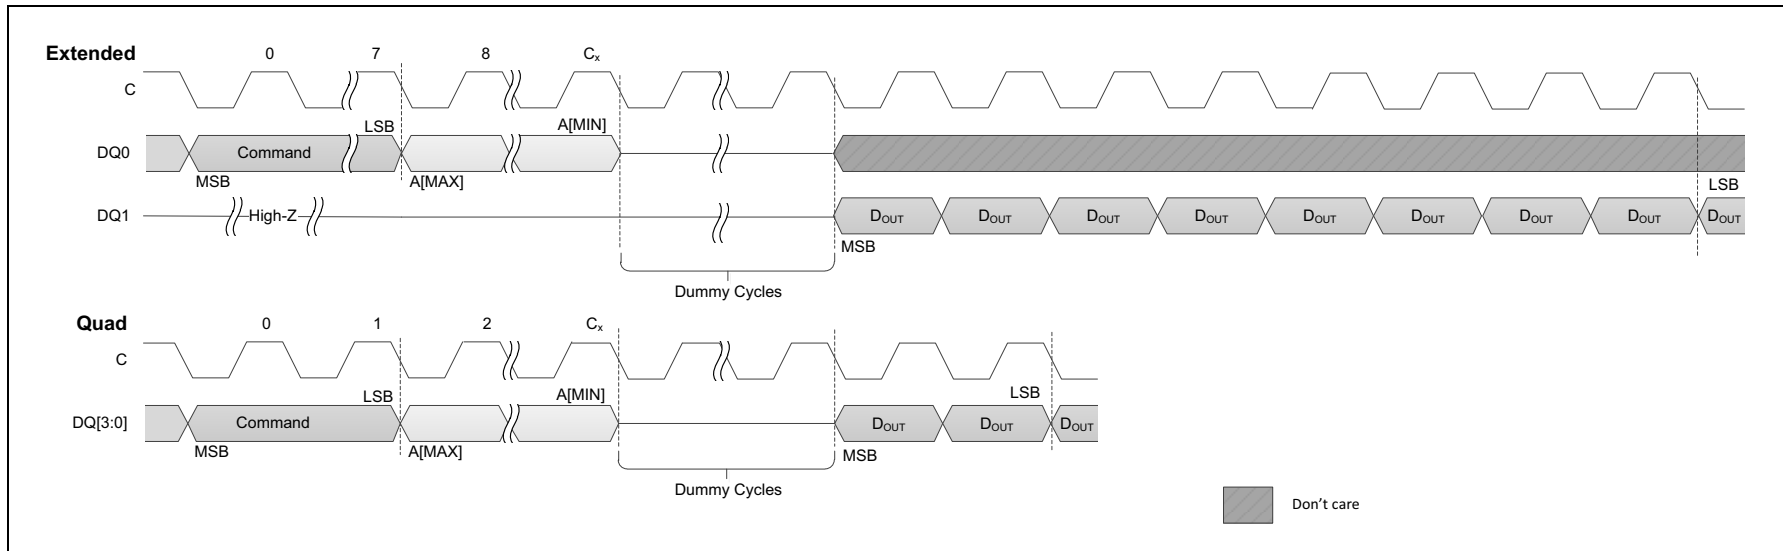 Extended 0 7 8 Cx
C
LSB A[MIN]
DQ0 Command
MSB A[MAX] LSB
DQ1 High-Z DOUT DOUT DOUT DOUT DOUT DOUT DOUT DOUT DOUT
MSB
Dummy Cycles
Quad 0 1 2 Cx
C
LSB A[MIN] LSB
DQ[3:0] Command DOUT DOUT DOUT
MSB A[MAX] MSB
Dummy Cycles
Don't care